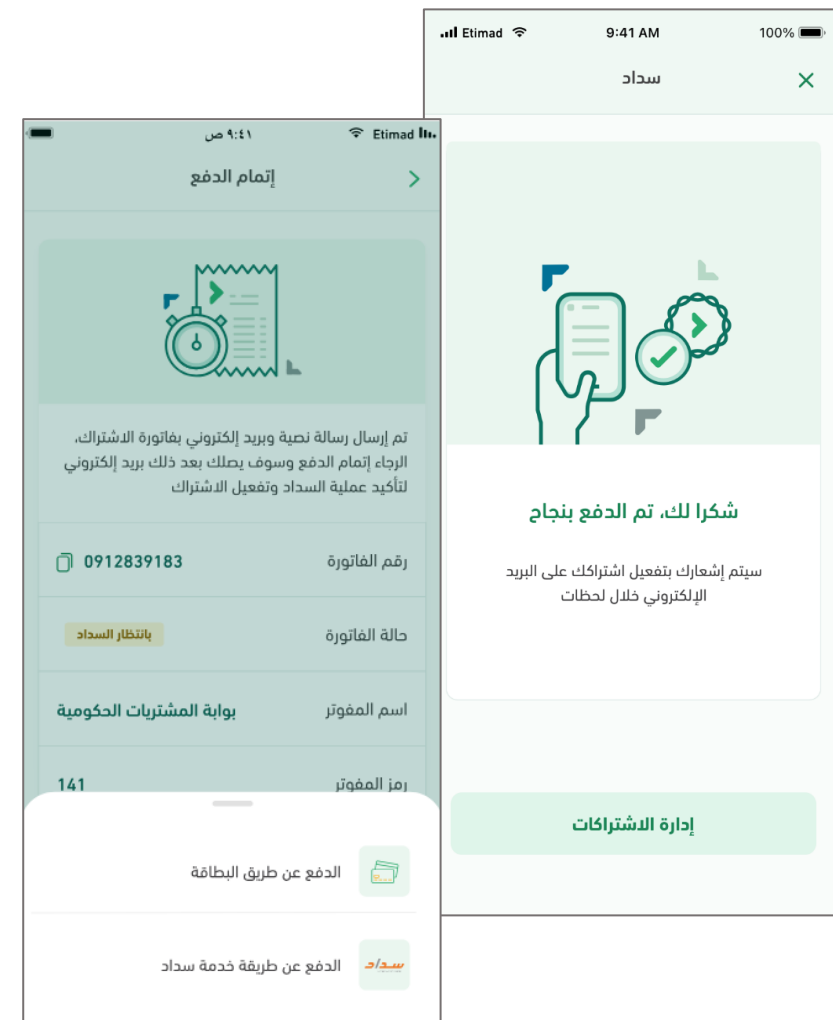 Etimad
9:41 AM
100%
سداد
شكرا لك، تم الدفع بنجاح
سيتم إشعارك بتفعيل اشتراكك على البريد
الإلكتروني خلال لحظات
إدارة الاشتراكات
Etimad
٩:٤١ ص
إتمام الدفع
تم إرسال رسالة نصية وبريد إلكتروني بفاتورة الاشتراك،
الرجاء إتمام الدفع وسوف يصلك بعد ذلك بريد إلكتروني
لتأكيد عملية السداد وتفعيل الاشتراك
رقم الفاتورة 0912839183
حالة الفاتورة بانتظار السداد
اسم المفوتر بوابة المشتريات الحكومية
رمز المفوتر 141
الدفع عن طريق البطاقة
سداد الدفع عن طريقة خدمة سداد